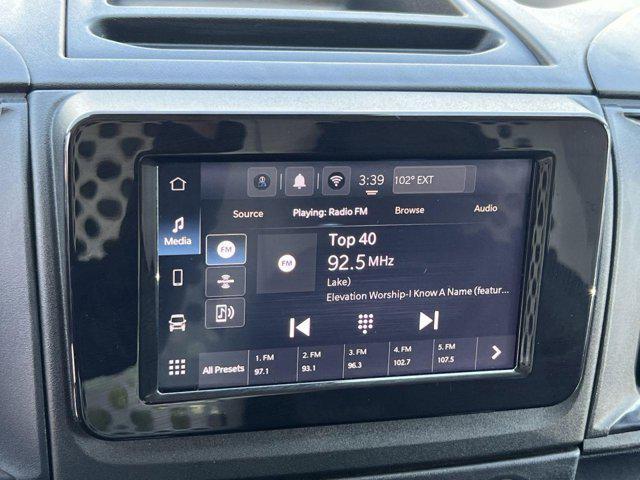 3:39
102° EXT
Source
Playing: Radio FM
Browse
Audio
Media
FM
FM
Top 40
92.5 MHz
Lake)
Elevation Worship-I Know A Name (featur...
All Presets
1. FM
97.1
2. FM
93.1
3. FM
96.3
4. FM
102.7
5. FM
107.5